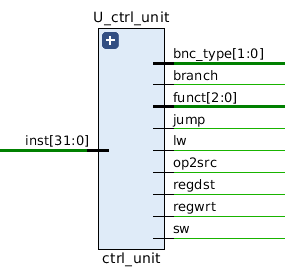 U_ctrl_unit
bnc_type[1:0]
branch
funct[2:0]
jump
inst[31:0]
lw
op2src
regdst
regwrt
sw
ctrl_unit